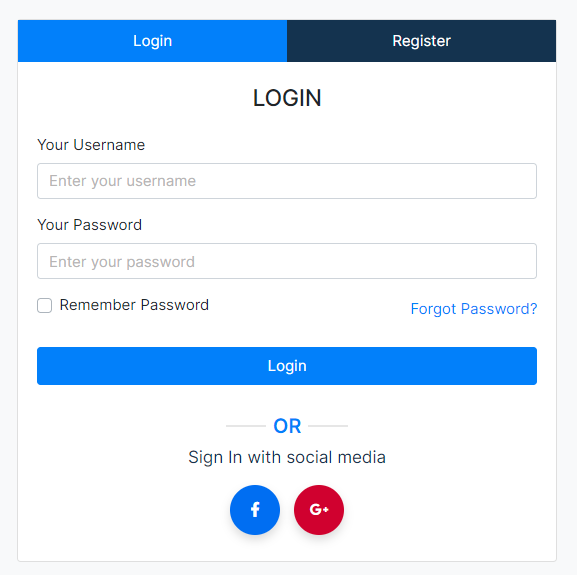 Login Register
LOGIN
Your Username
Enter your username
Your Password
Enter your password
Remember Password Forgot Password?
Login
OR
Sign In with social media
f G+